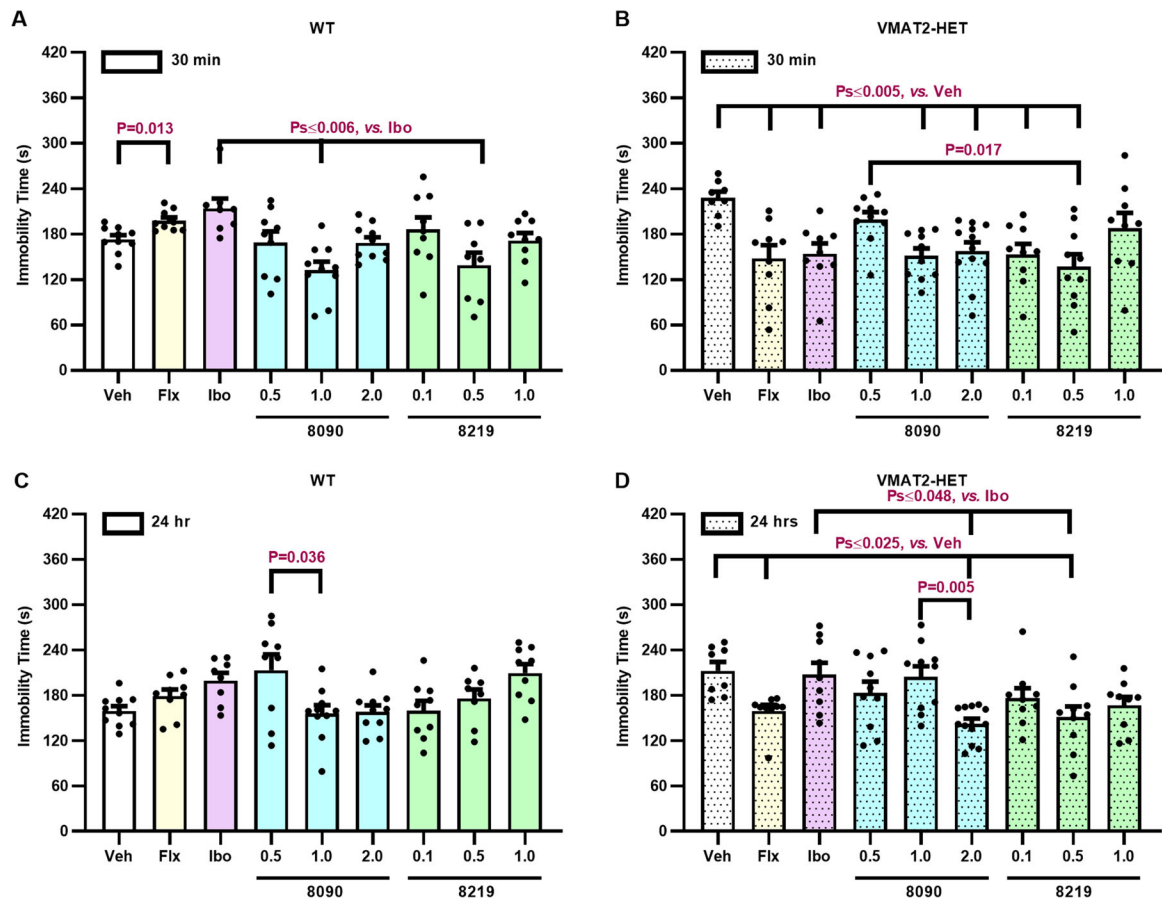 A
WT
420
360
300
240
180
120
60
0
Immobility Time (s)
30 min
P=0.013
Ps≤0.006, vs. Ibo
Veh Flx Ibo 0.5 1.0 2.0 0.1 0.5 1.0
8090 8219
B
VMAT2-HET
420
360
300
240
180
120
60
0
Immobility Time (s)
30 min
Ps≤0.005, vs. Veh
P=0.017
Veh Flx Ibo 0.5 1.0 2.0 0.1 0.5 1.0
8090 8219
C
WT
420
360
300
240
180
120
60
0
Immobility Time (s)
24 hr
P=0.036
Veh Flx Ibo 0.5 1.0 2.0 0.1 0.5 1.0
8090 8219
D
VMAT2-HET
420
360
300
240
180
120
60
0
Immobility Time (s)
24 hrs
Ps≤0.048, vs. Ibo
Ps≤0.025, vs. Veh
P=0.005
Veh Flx Ibo 0.5 1.0 2.0 0.1 0.5 1.0
8090 8219